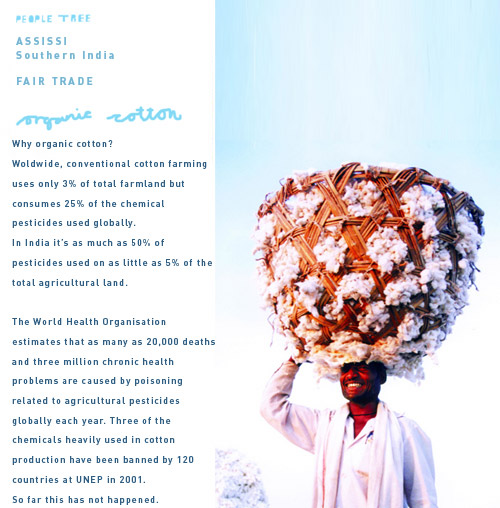 PEOPLE TREE
ASSISSI
Southern India
FAIR TRADE
organic cotton
Why organic cotton?
Woldwide, conventional cotton farming
uses only 3% of total farmland but
consumes 25% of the chemical
pesticides used globally.
In India it's as much as 50% of
pesticides used on as little as 5% of the
total agricultural land.
The World Health Organisation
estimates that as many as 20,000 deaths
and three million chronic health
problems are caused by poisoning
related to agricultural pesticides
globally each year. Three of the
chemicals heavily used in cotton
production have been banned by 120
countries at UNEP in 2001.
So far this has not happened.